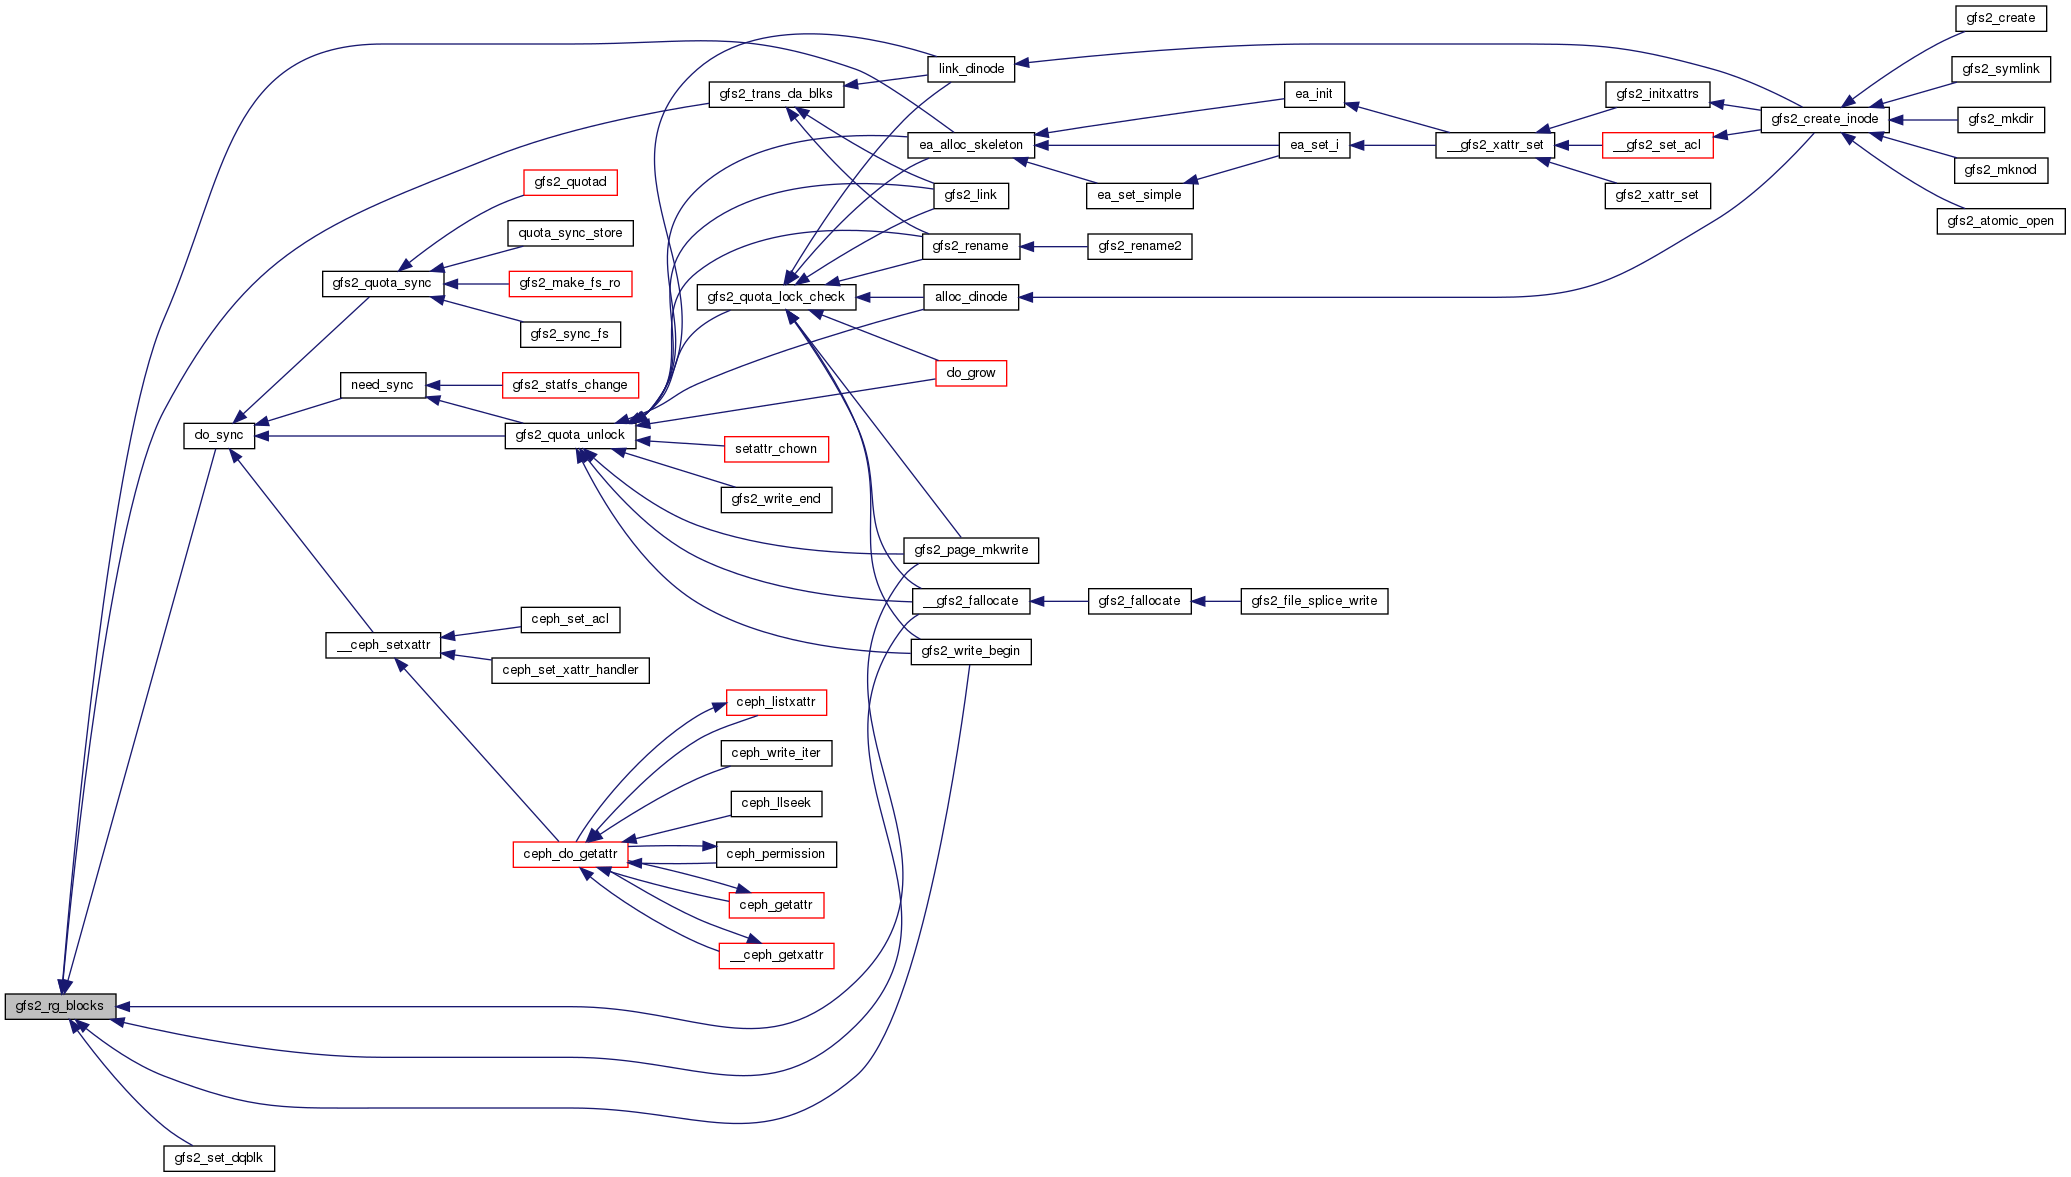 gfs2_create
link_dinode
gfs2_symlink
gfs2_trans_da_blks
ea_init
gfs2_initxattrs
gfs2_create_inode
gfs2_mkdir
ea_alloc_skeleton
ea_set_i
__gfs2_xattr_set
__gfs2_set_acl
gfs2_mknod
gfs2_quotad
gfs2_link
ea_set_simple
gfs2_xattr_set
gfs2_atomic_open
quota_sync_store
gfs2_rename
gfs2_rename2
gfs2_quota_sync
gfs2_make_fs_ro
gfs2_quota_lock_check
alloc_dinode
gfs2_sync_fs
need_sync
gfs2_statfs_change
do_grow
do_sync
gfs2_quota_unlock
setattr_chown
gfs2_write_end
gfs2_page_mkwrite
__gfs2_fallocate
gfs2_fallocate
gfs2_file_splice_write
ceph_set_acl
__ceph_setxattr
gfs2_write_begin
ceph_set_xattr_handler
ceph_listxattr
ceph_write_iter
ceph_llseek
ceph_do_getattr
ceph_permission
ceph_getattr
__ceph_getxattr
gfs2_rg_blocks
gfs2_set_dqblk